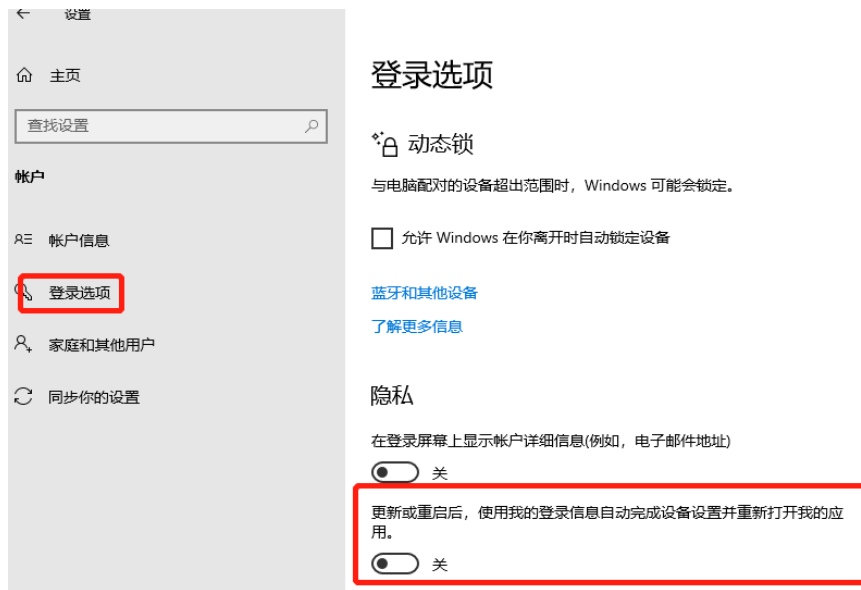 设置
主页
查找设置
帐户
帐户信息
登录选项
家庭和其他用户
同步你的设置
登录选项
动态锁
与电脑配对的设备超出范围时，Windows 可能会锁定。
允许 Windows 在你离开时自动锁定设备
蓝牙和其他设备
了解更多信息
隐私
在登录屏幕上显示帐户详细信息(例如，电子邮件地址)
关
更新或重启后，使用我的登录信息自动完成设备设置并重新打开我的应
用。
关